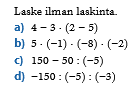 Laske ilman laskinta.
a) 4 – 3 · (2 – 5)
b) 5 · (–1) · (–8) · (–2)
c) 150 – 50 : (–5)
d) –150 : (–5) : (–3)